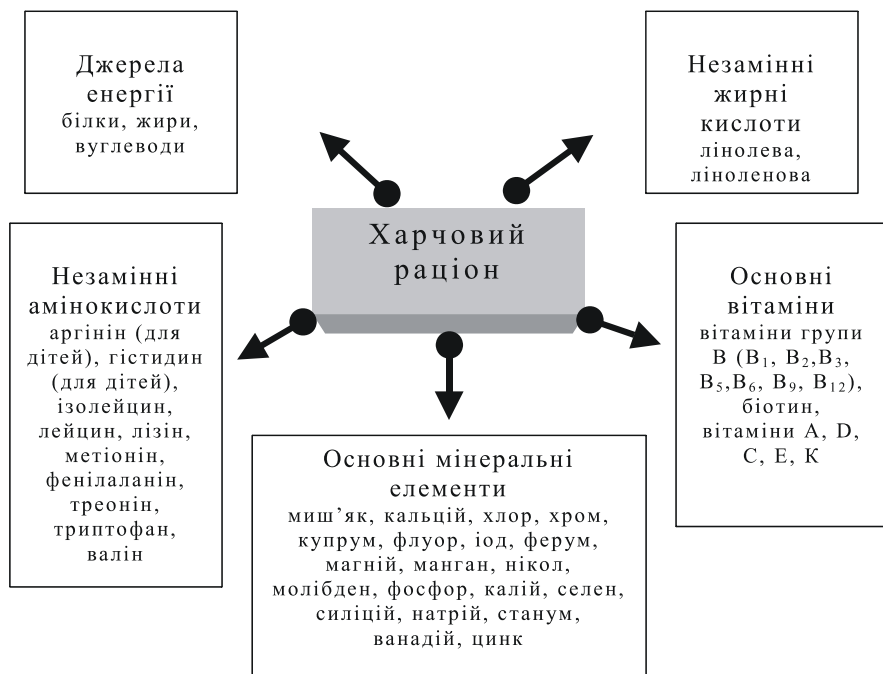 Джерела
енергії
білки, жири,
вуглеводи
Незамінні
жирні
кислоти
лінолева,
ліноленова
Харчовий
раціон
Незамінні
амінокислоти
аргінін (для
дітей), гістидин
(для дітей),
ізолейцин,
лейцин, лізін,
метіонін,
фенілаланін,
треонін,
триптофан,
валін
Основні
вітаміни
вітаміни групи
В (В₁, В₂,В₃,
В₅,В₆, В₉, В₁₂),
біотин,
вітаміни А, D,
С, Е, К
Основні мінеральні
елементи
миш’як, кальцій, хлор, хром,
купрум, флуор, іод, ферум,
магній, манган, нікол,
молібден, фосфор, калій, селен,
силіцій, натрій, станум,
ванадій, цинк